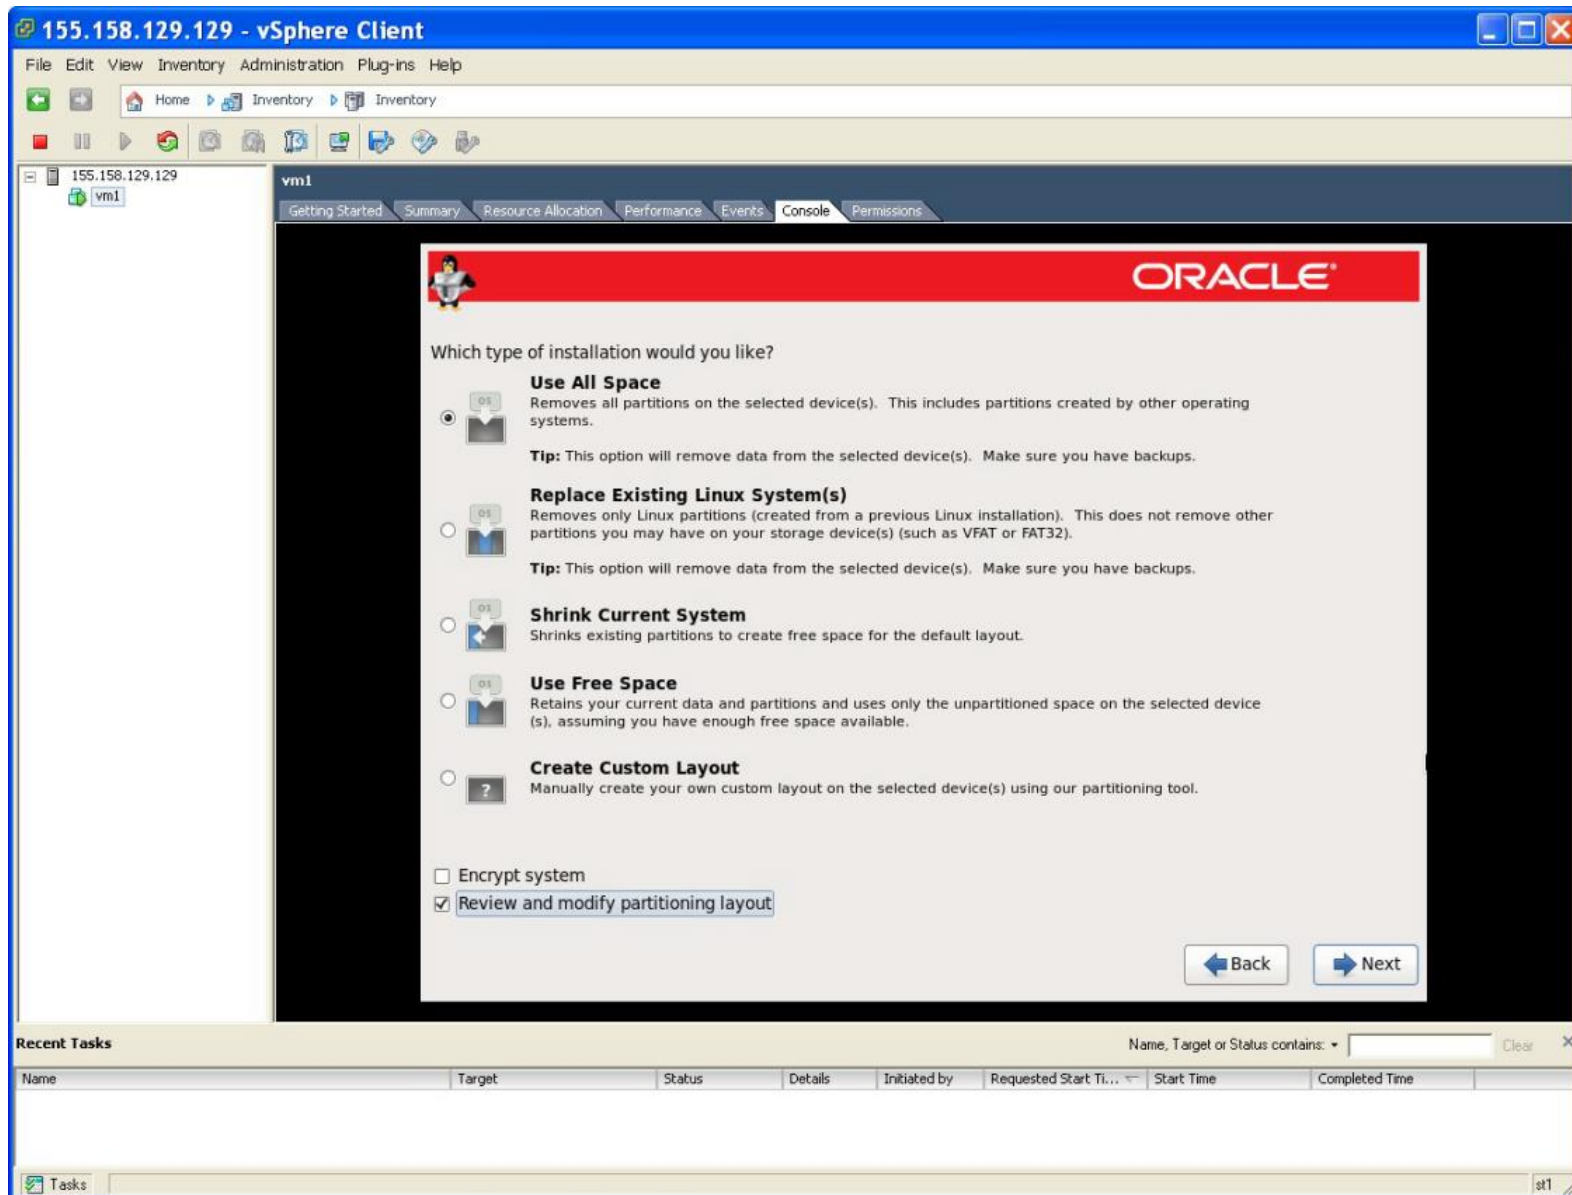 155.158.129.129 - vSphere Client
File Edit View Inventory Administration Plug-ins Help
Home Inventory Inventory
155.158.129.129
vm1
vm1
Getting Started Summary Resource Allocation Performance Events Console Permissions
ORACLE
Which type of installation would you like?
OS
Use All Space
Removes all partitions on the selected device(s). This includes partitions created by other operating
systems.
Tip: This option will remove data from the selected device(s). Make sure you have backups.
OS
Replace Existing Linux System(s)
Removes only Linux partitions (created from a previous Linux installation). This does not remove other
partitions you may have on your storage device(s) (such as VFAT or FAT32).
Tip: This option will remove data from the selected device(s). Make sure you have backups.
OS
Shrink Current System
Shrinks existing partitions to create free space for the default layout.
OS
Use Free Space
Retains your current data and partitions and uses only the unpartitioned space on the selected device
(s), assuming you have enough free space available.
?
Create Custom Layout
Manually create your own custom layout on the selected device(s) using our partitioning tool.
Encrypt system
Review and modify partitioning layout
Back Next
Recent Tasks
Name, Target or Status contains: Clear
Name Target Status Details Initiated by Requested Start Ti... Start Time Completed Time
Tasks st1